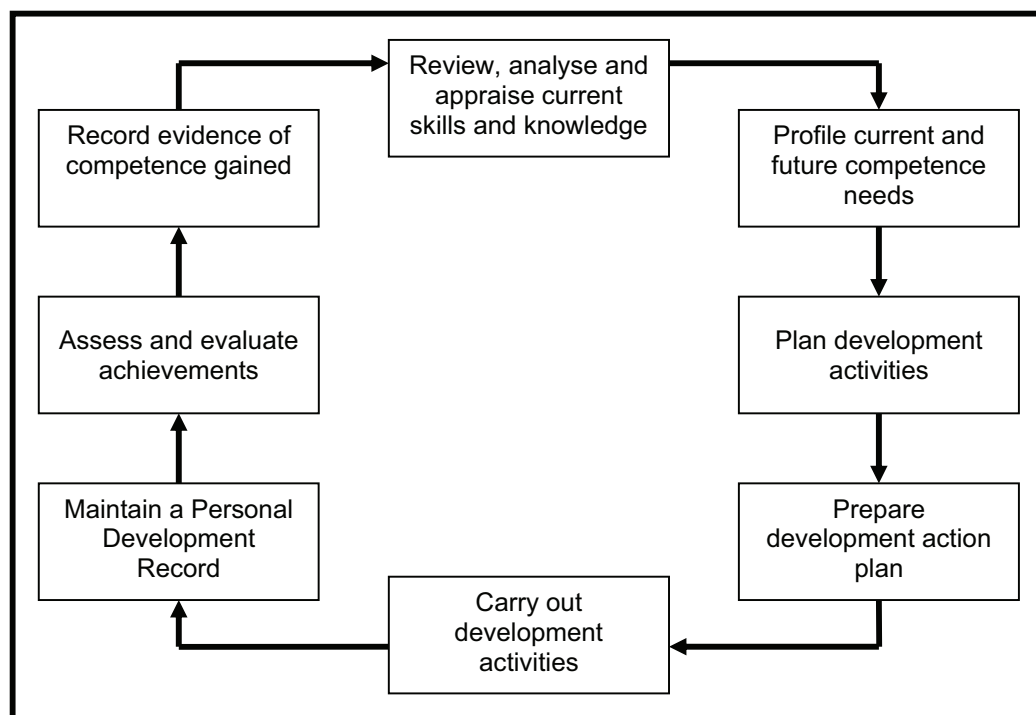 Review, analyse and
appraise current
skills and knowledge
Profile current and
future competence
needs
Plan development
activities
Prepare
development action
plan
Carry out
development
activities
Maintain a Personal
Development
Record
Assess and evaluate
achievements
Record evidence of
competence gained